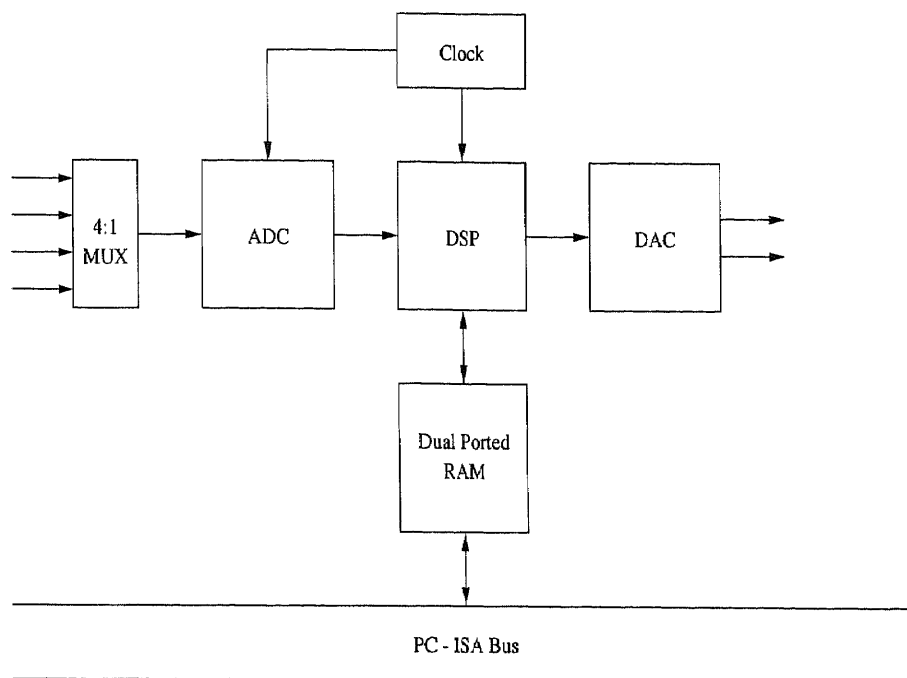 Clock
4:1
MUX
ADC
DSP
DAC
Dual Ported
RAM
PC - ISA Bus